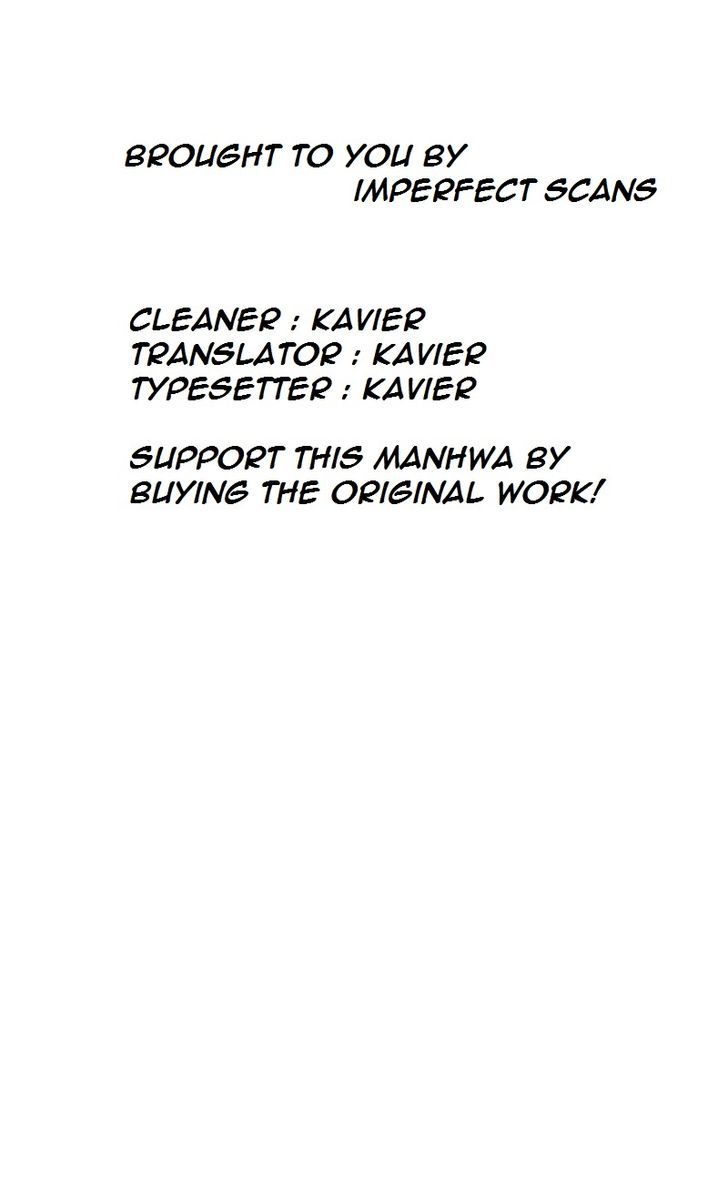 BROUGHT TO YOU BY
IMPERFECT SCANS
CLEANER : KAVIER
TRANSLATOR : KAVIER
TYPESETTER : KAVIER
SUPPORT THIS MANHWA BY
BUYING THE ORIGINAL WORK!